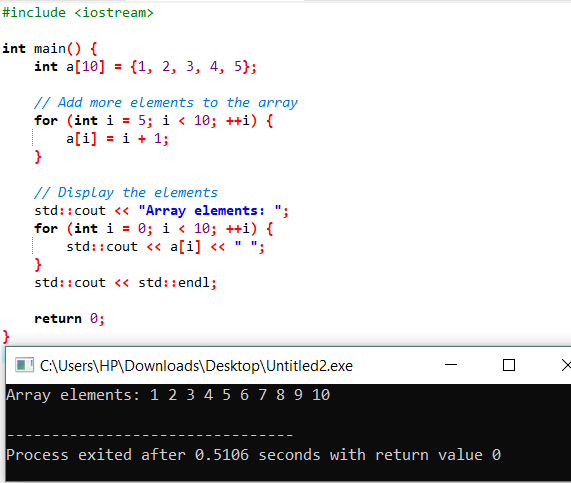 #include <iostream>
int main() {
    int a[10] = {1, 2, 3, 4, 5};
    // Add more elements to the array
    for (int i = 5; i < 10; ++i) {
        a[i] = i + 1;
    }
    // Display the elements
    std::cout << "Array elements: ";
    for (int i = 0; i < 10; ++i) {
        std::cout << a[i] << " ";
    }
    std::cout << std::endl;
    return 0;
}
C:\Users\HP\Downloads\Desktop\Untitled2.exe
Array elements: 1 2 3 4 5 6 7 8 9 10
--------------------------------
Process exited after 0.5106 seconds with return value 0